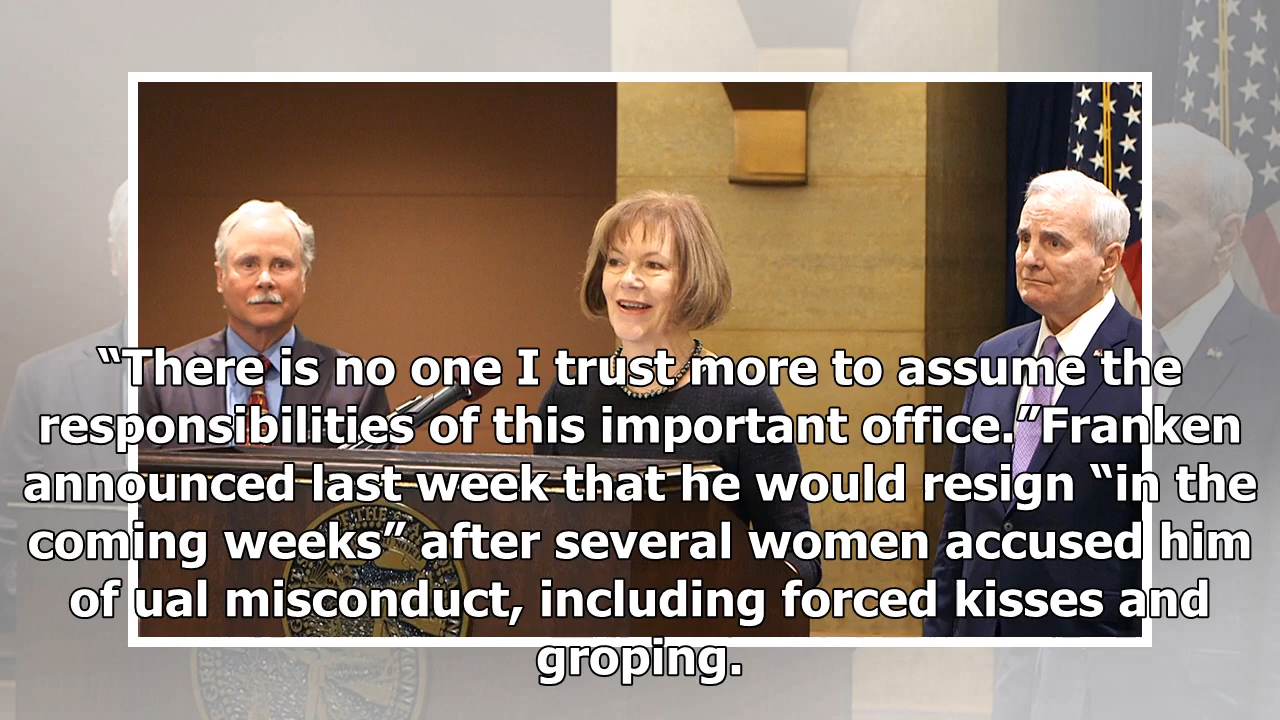 “There is no one I trust more to assume the
responsibilities of this important office.”Franken
announced last week that he would resign “in the
coming weeks” after several women accused him
of ual misconduct, including forced kisses and
groping.